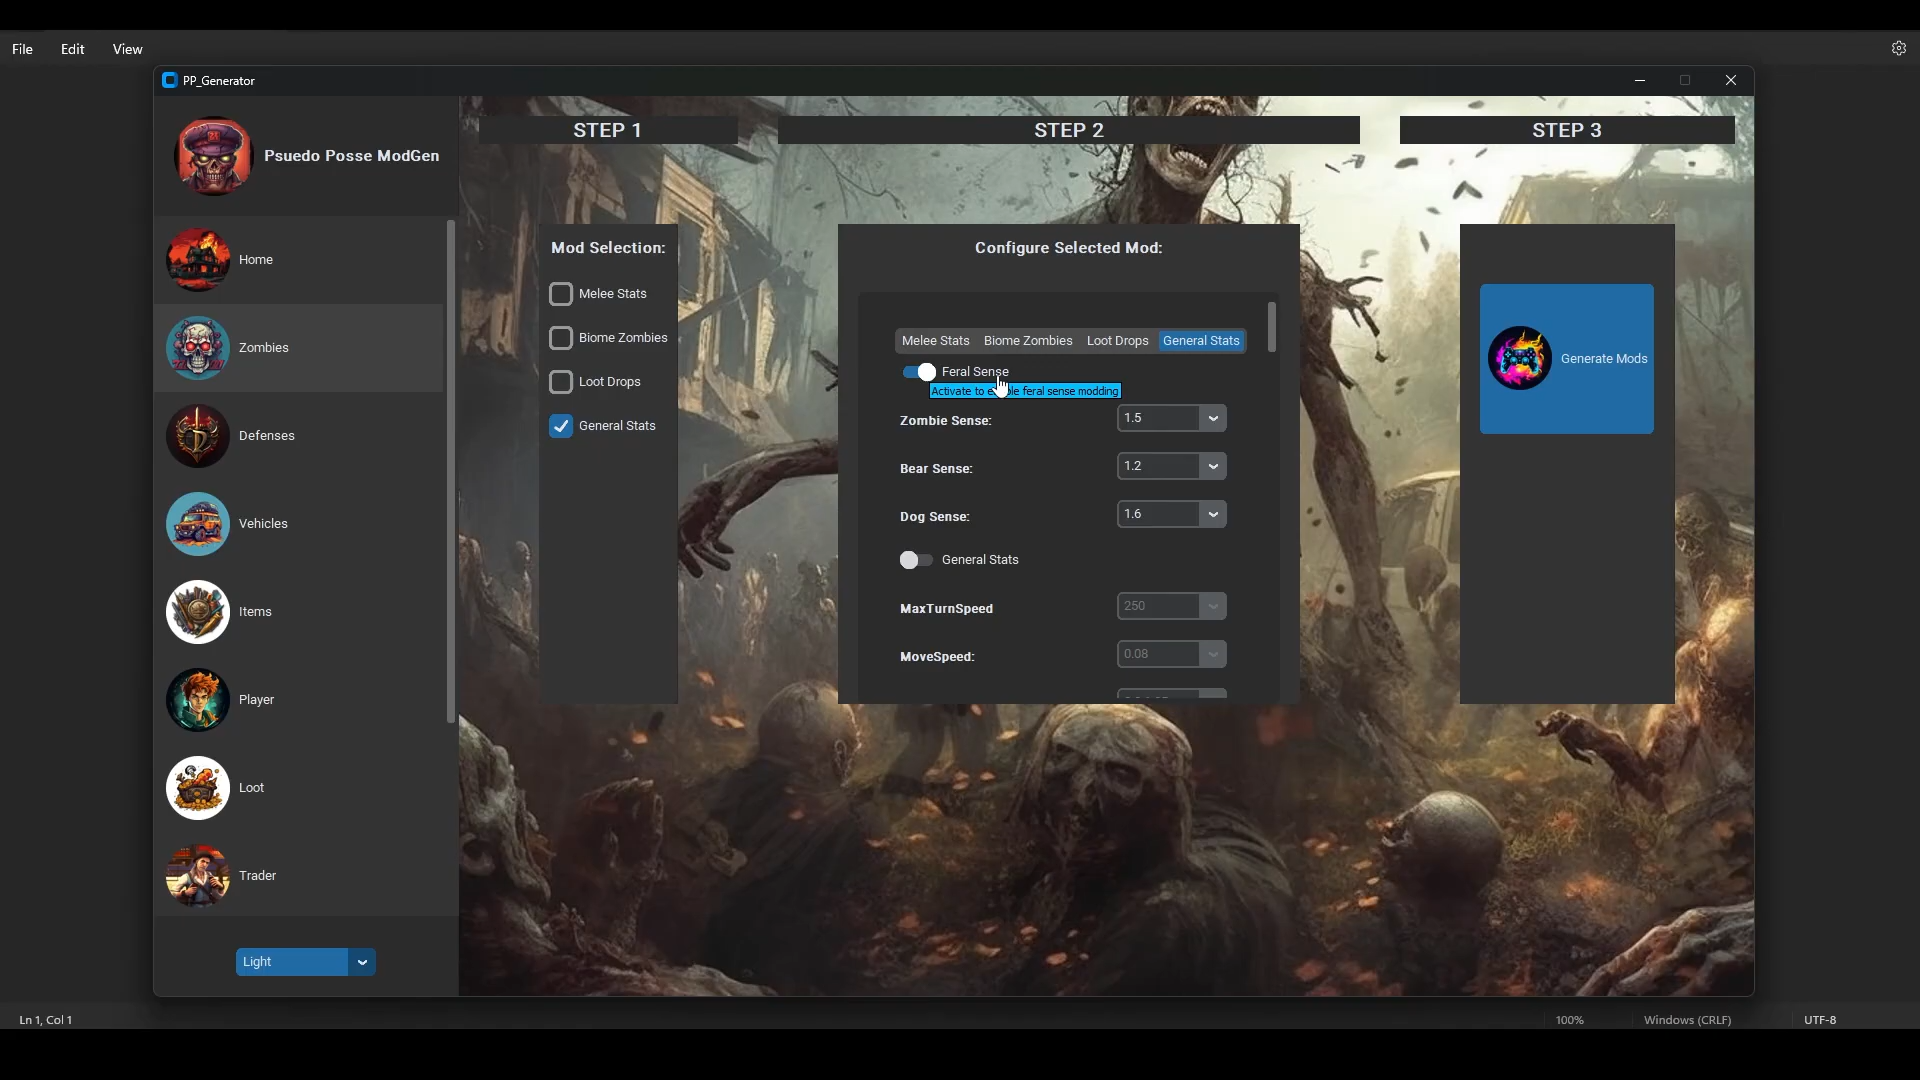 File Edit View
PP_Generator
Psuedo Posse ModGen
Home
Zombies
Defenses
Vehicles
Items
Player
Loot
Trader
Light
STEP 1
Mod Selection:
Melee Stats
Biome Zombies
Loot Drops
General Stats
STEP 2
Configure Selected Mod:
Melee Stats Biome Zombies Loot Drops General Stats
Feral Sense
Activate to enable feral sense modding
Zombie Sense: 1.5
Bear Sense: 1.2
Dog Sense: 1.6
General Stats
MaxTurnSpeed 250
MoveSpeed: 0.08
STEP 3
Generate Mods
Ln 1, Col 1 100% Windows (CRLF) UTF-8